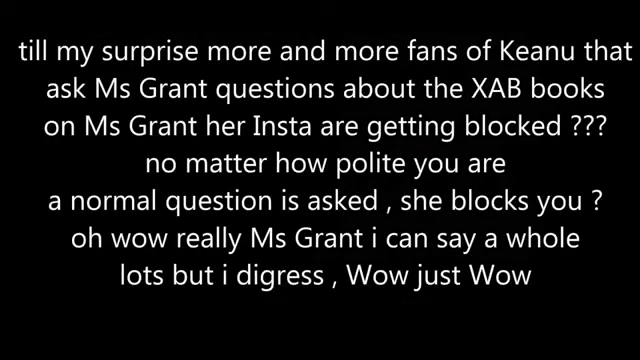 till my surprise more and more fans of Keanu that
ask Ms Grant questions about the XAB books
on Ms Grant her Insta are getting blocked ???
no matter how polite you are
a normal question is asked , she blocks you ?
oh wow really Ms Grant i can say a whole
lots but i digress , Wow just Wow